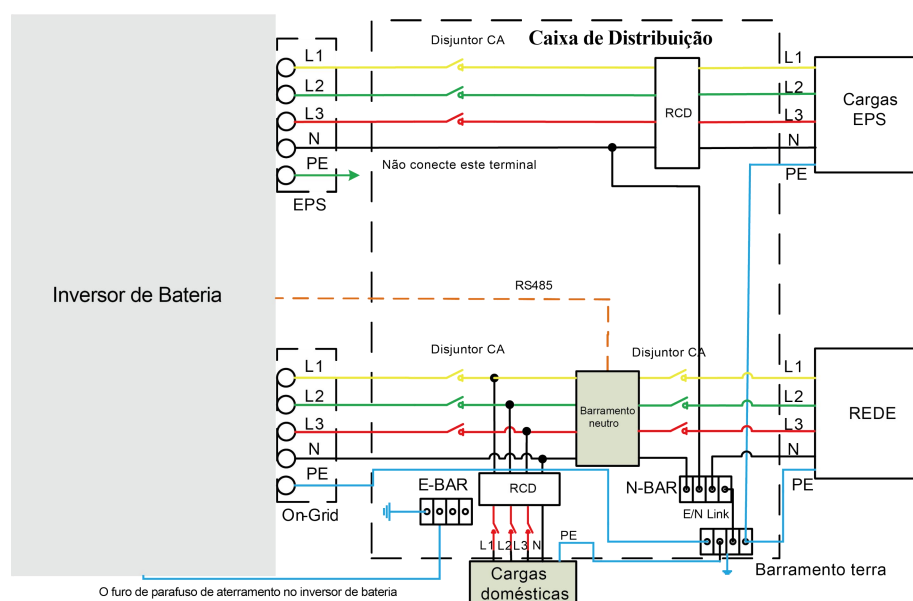 Caixa de Distribuição
Disjuntor CA
L1
L2
L3
N
PE
EPS
Não conecte este terminal
RCD
L1
L2
L3
N
PE
Cargas
EPS
Inversor de Bateria
RS485
Disjuntor CA
Disjuntor CA
L1
L2
L3
N
PE
On-Grid
Barramento
neutro
L1
L2
L3
N
PE
REDE
E-BAR
RCD
N-BAR
E/N Link
L1 L2 L3 N
PE
Cargas
domésticas
Barramento terra
O furo de parafuso de aterramento no inversor de bateria